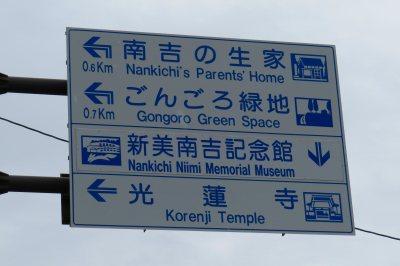 南吉の生家
0.6Km Nankichi's Parents' Home
ごんごろ緑地
0.7Km Gongoro Green Space
新美南吉記念館
Nankichi Niimi Memorial Museum
光蓮寺
Korenji Temple